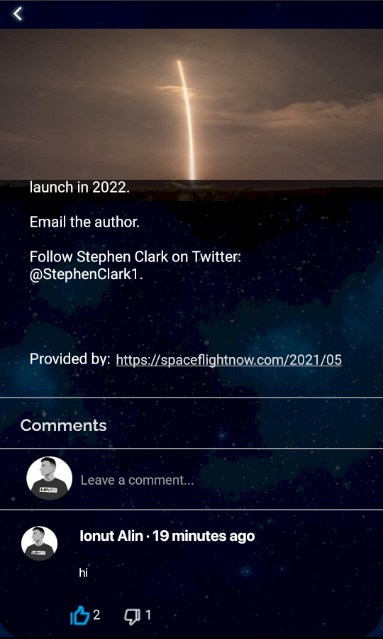 launch in 2022.
Email the author.
Follow Stephen Clark on Twitter:
@StephenClark1.
Provided by: https://spaceflightnow.com/2021/05
Comments
Leave a comment...
Ionut Alin · 19 minutes ago
hi
2 1